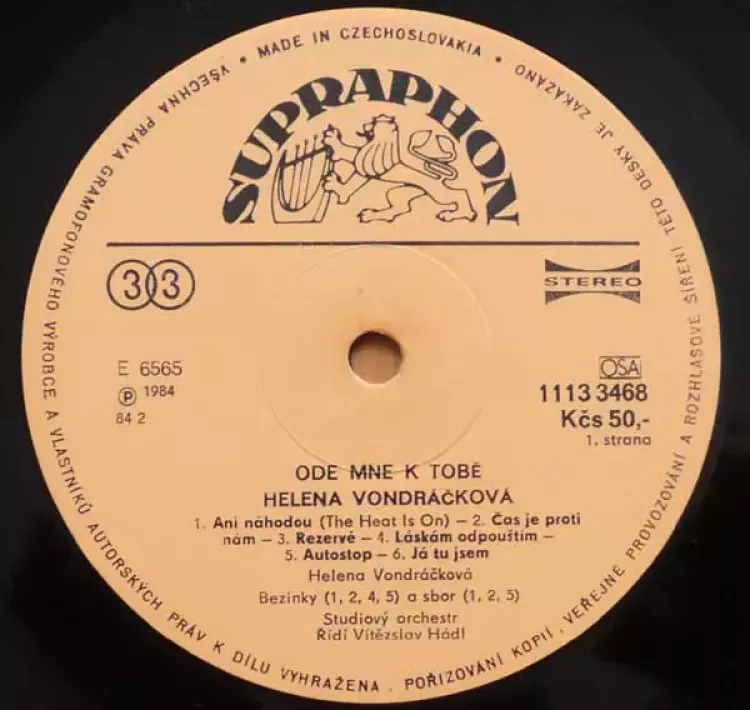 VŠECHNA PRÁVA GRAMOFONOVÉHO VÝROBCE A VLASTNÍKŮ AUTORSKÝCH PRÁV K DÍLU VYHRAŽENA . POŘIZOVÁNÍ KOPIÍ . VEŘEJNÉ PROVOZOVÁNÍ A ROZHLASOVÉ ŠÍŘENÍ TÉTO DESKY JE ZAKÁZÁNO
• MADE IN CZECHOSLOVAKIA •
SUPRAPHON
33
STEREO
E 6565
Ⓟ 1984
84 2
OSA
1113 3468
Kčs 50,-
1. strana
ODE MNE K TOBĚ
HELENA VONDRÁČKOVÁ
1. Ani náhodou (The Heat Is On) – 2. Čas je proti
nám – 3. Rezervé – 4. Láskám odpouštím –
5. Autostop – 6. Já tu jsem
Helena Vondráčková
Bezinky (1, 2, 4, 5) a sbor (1, 2, 5)
Studiový orchestr
Řídí Vítězslav Hádl